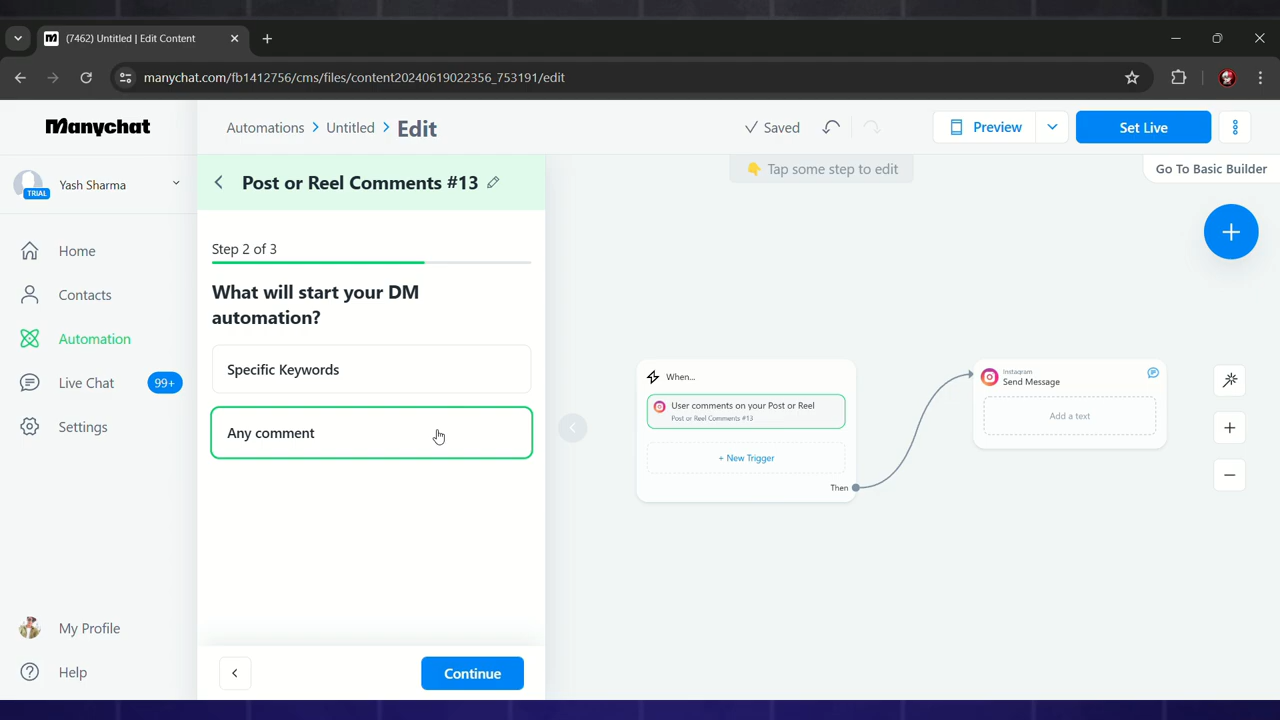 (7462) Untitled | Edit Content
manychat.com/fb1412756/cms/files/content20240619022356_753191/edit
Manychat
Automations > Untitled > Edit
Saved
Preview
Set Live
Yash Sharma
TRIAL
Post or Reel Comments #13
👇 Tap some step to edit
Go To Basic Builder
Home
Contacts
Automation
Live Chat 99+
Settings
My Profile
Help
Step 2 of 3
What will start your DM
automation?
Specific Keywords
Any comment
Continue
When...
User comments on your Post or Reel
Post or Reel Comments #13
+ New Trigger
Then
Instagram
Send Message
Add a text